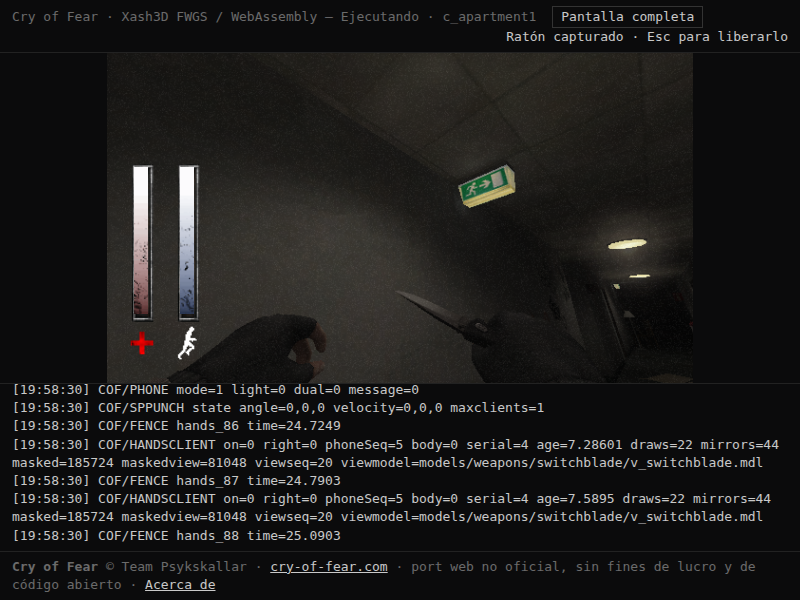 Cry of Fear · Xash3D FWGS / WebAssembly — Ejecutando · c_apartment1
Pantalla completa
Ratón capturado · Esc para liberarlo
[19:58:30] COF/PHONE mode=1 light=0 dual=0 message=0
[19:58:30] COF/SPPUNCH state angle=0,0,0 velocity=0,0,0 maxclients=1
[19:58:30] COF/FENCE hands_86 time=24.7249
[19:58:30] COF/HANDSCLIENT on=0 right=0 phoneSeq=5 body=0 serial=4 age=7.28601 draws=22 mirrors=44
masked=185724 maskedview=81048 viewseq=20 viewmodel=models/weapons/switchblade/v_switchblade.mdl
[19:58:30] COF/FENCE hands_87 time=24.7903
[19:58:30] COF/HANDSCLIENT on=0 right=0 phoneSeq=5 body=0 serial=4 age=7.5895 draws=22 mirrors=44
masked=185724 maskedview=81048 viewseq=20 viewmodel=models/weapons/switchblade/v_switchblade.mdl
[19:58:30] COF/FENCE hands_88 time=25.0903
Cry of Fear © Team Psykskallar · cry-of-fear.com · port web no oficial, sin fines de lucro y de
código abierto · Acerca de